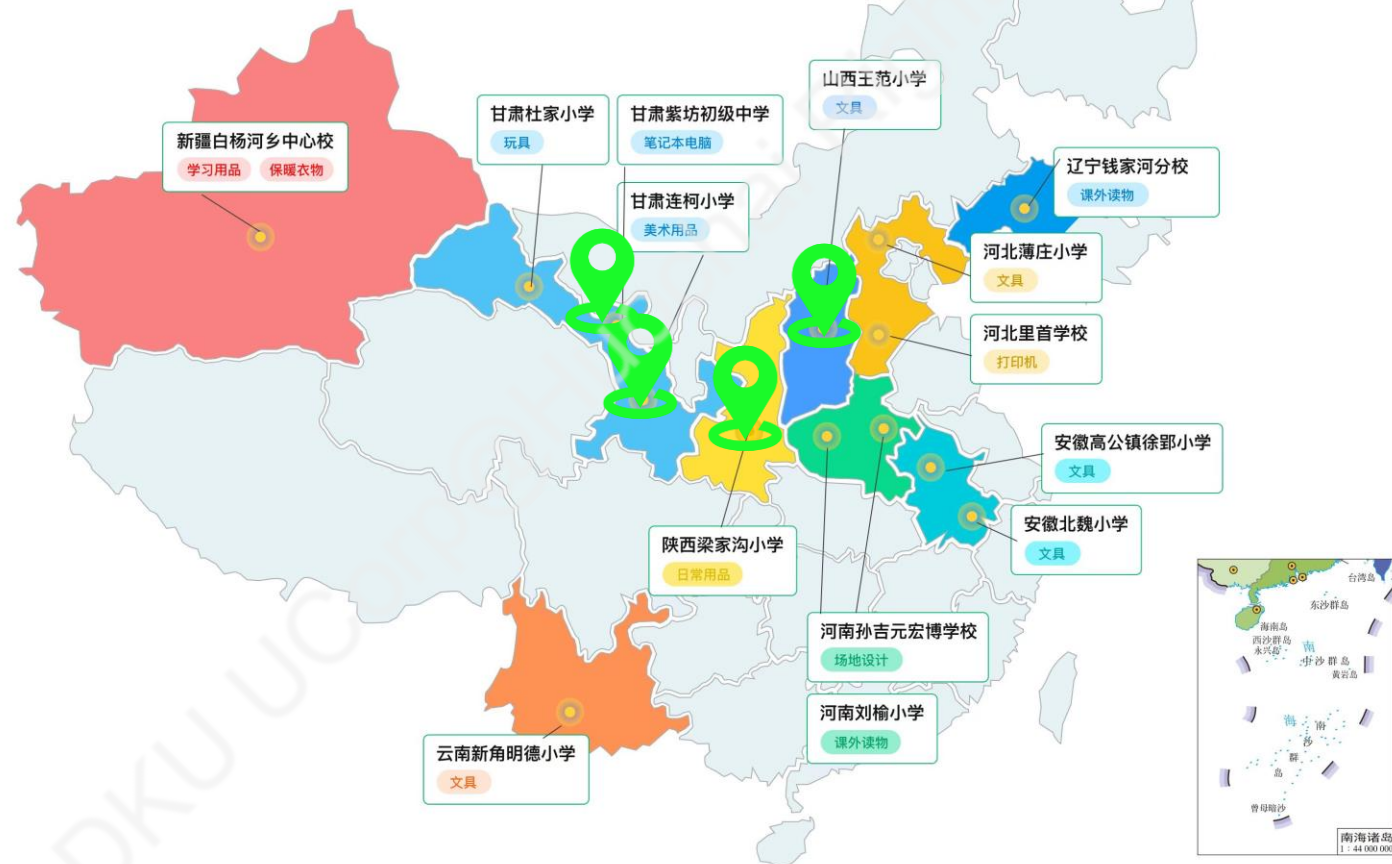 山西王范小学
文具
甘肃杜家小学
玩具
甘肃紫坊初级中学
笔记本电脑
新疆白杨河乡中心校
学习用品 保暖衣物
辽宁钱家河分校
课外读物
甘肃连柯小学
美术用品
河北薄庄小学
文具
河北里首学校
打印机
安徽高公镇徐郢小学
文具
安徽北魏小学
文具
陕西梁家沟小学
日常用品
河南孙吉元宏博学校
场地设计
河南刘榆小学
课外读物
云南新角明德小学
文具
台湾岛
东沙群岛
海南岛
西沙群岛
永兴岛
南
中沙群岛
黄岩岛
海
南
沙
群
岛
曾母暗沙
南海诸岛
1:44 000 000